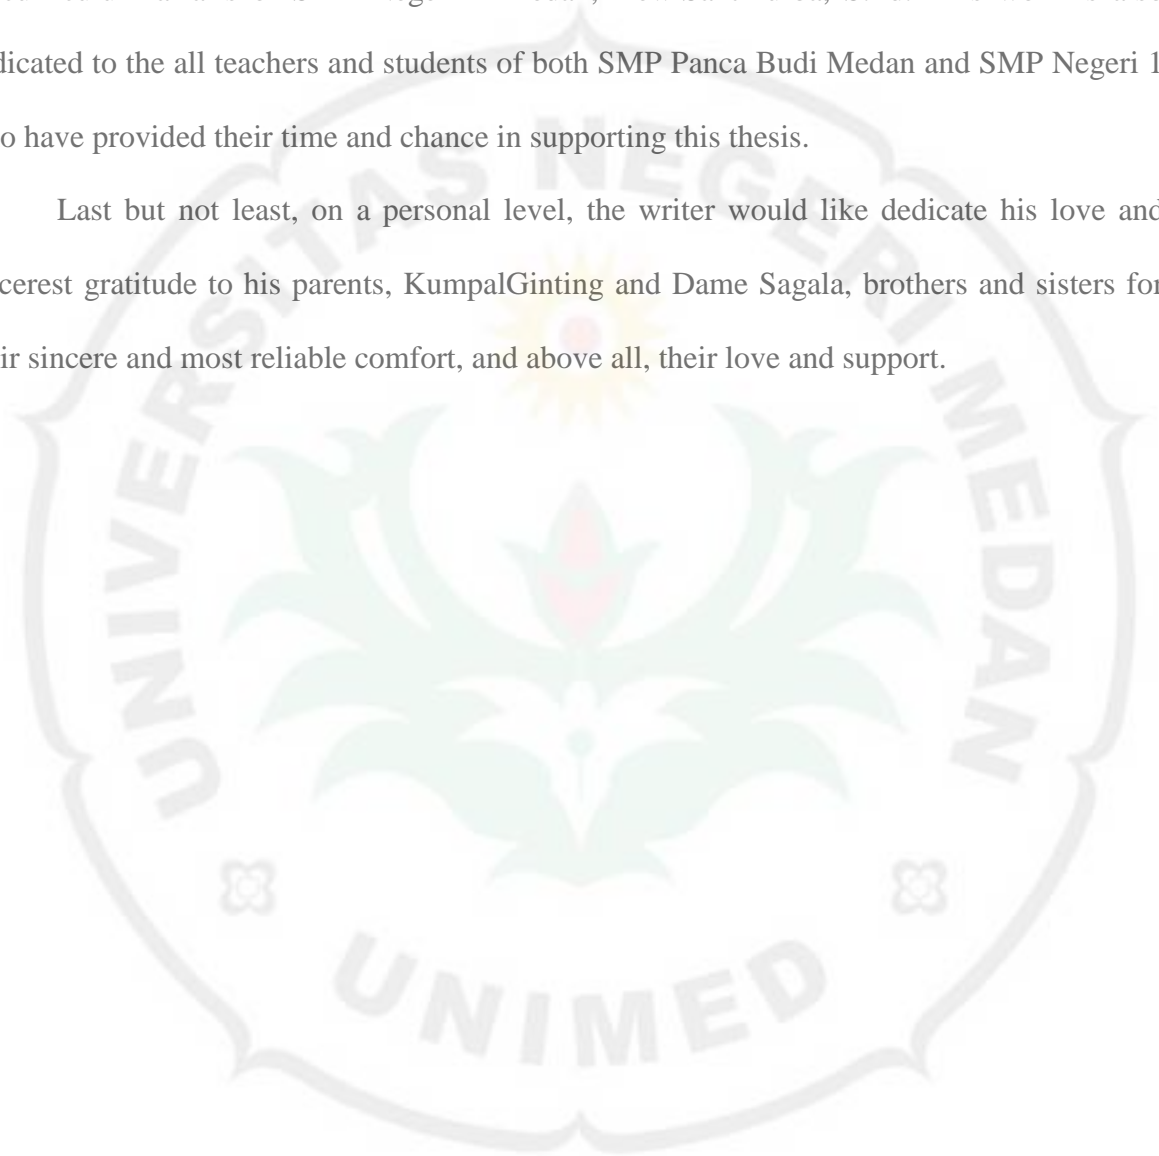 dicated to the all teachers and students of both SMP Panca Budi Medan and SMP Negeri 1
o have provided their time and chance in supporting this thesis.
Last but not least, on a personal level, the writer would like dedicate his love and
cerest gratitude to his parents, KumpalGinting and Dame Sagala, brothers and sisters for
ir sincere and most reliable comfort, and above all, their love and support.
UNIVERSITAS NEGERI MEDAN
UNIMED